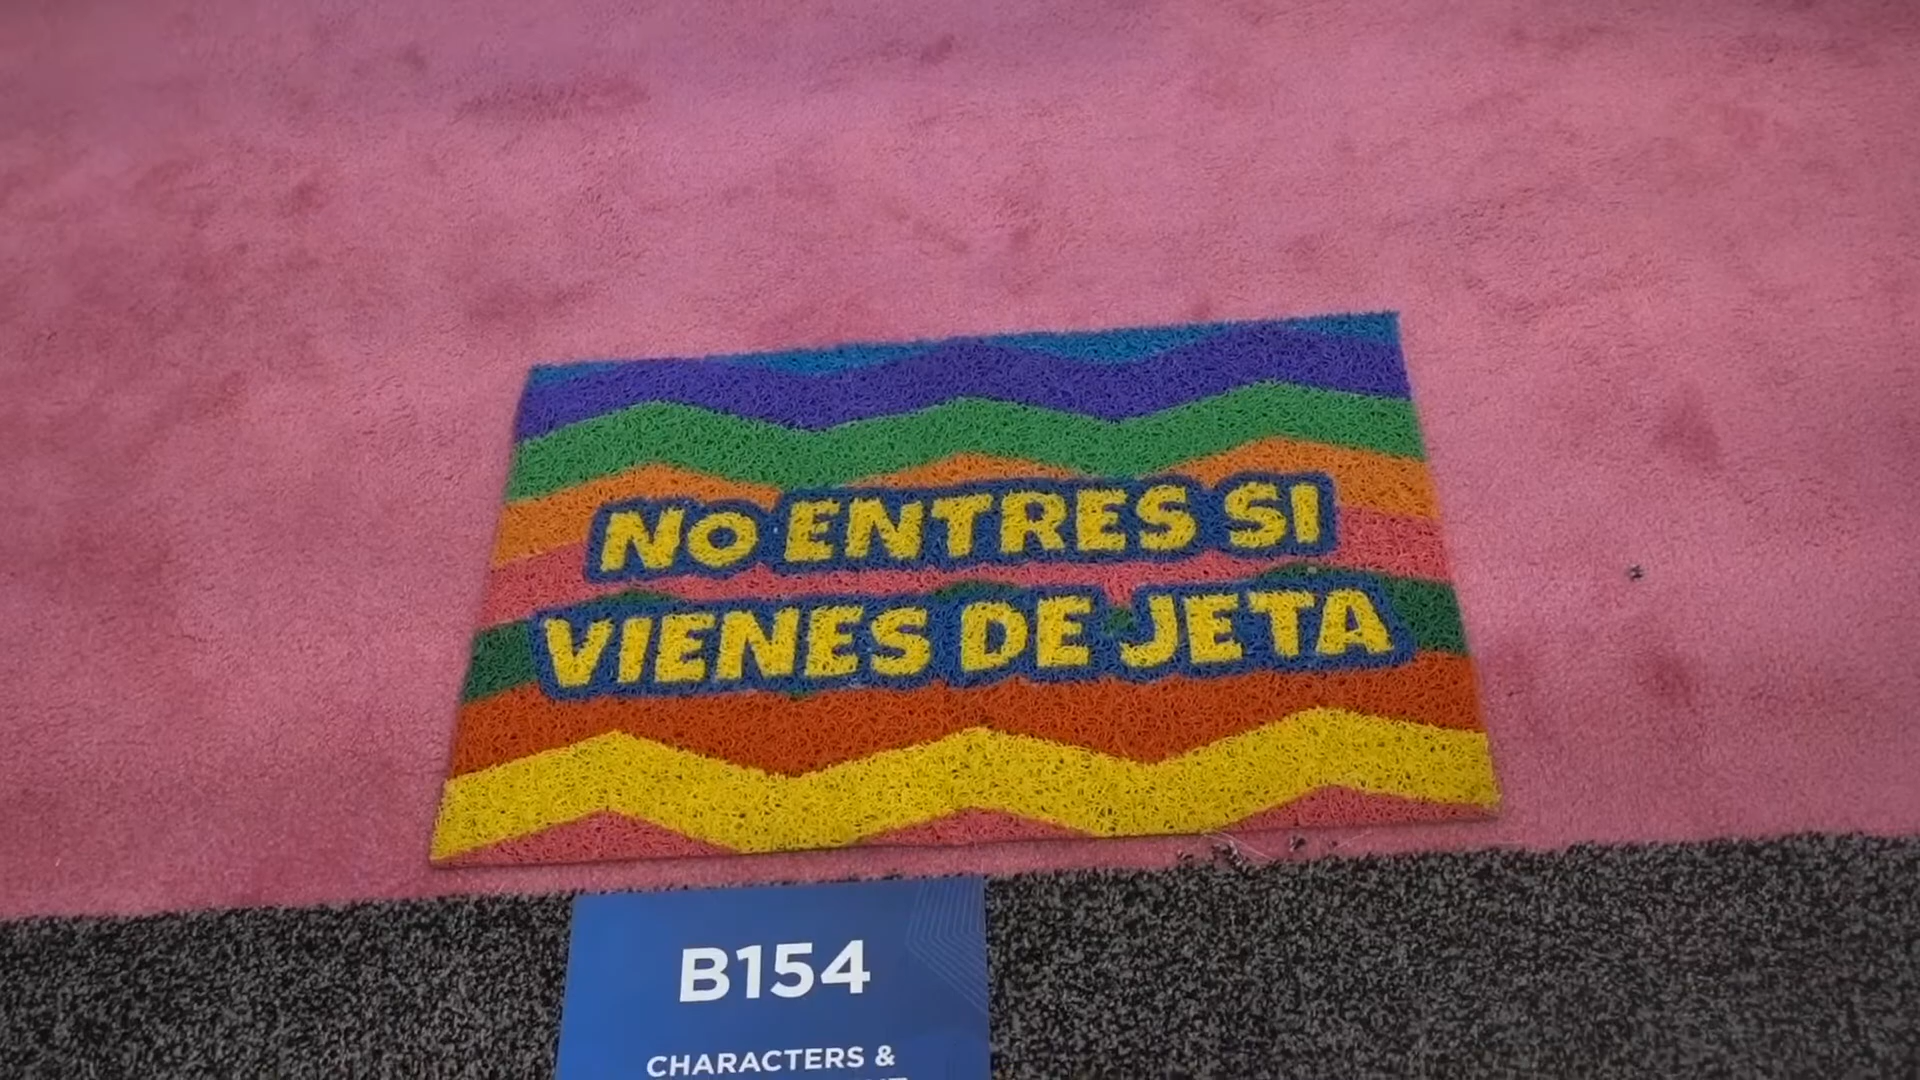 NO ENTRES SI
VIENES DE JETA
B154
CHARACTERS &